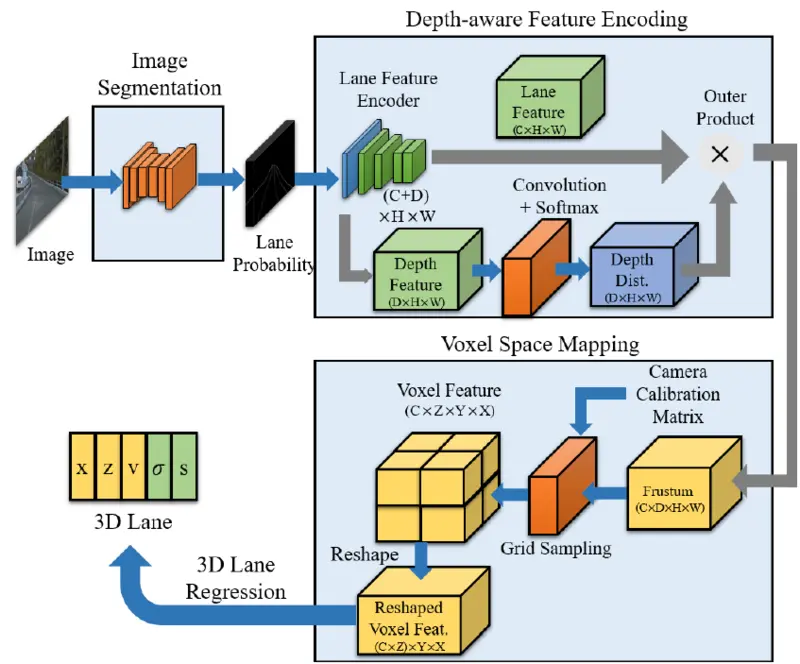 Depth-aware Feature Encoding
Image
Segmentation
Lane Feature
Encoder
Lane
Feature
(C×H×W)
Outer
Product
×
(C+D)
×H×W
Convolution
+ Softmax
Image
Lane
Probability
Depth
Feature
(D×H×W)
Depth
Dist.
(D×H×W)
Voxel Space Mapping
Voxel Feature
(C×Z×Y×X)
Camera
Calibration
Matrix
x z v σ s
3D Lane
Frustum
(C×D×H×W)
Grid Sampling
Reshape
3D Lane
Regression
Reshaped
Voxel Feat.
(C×Z)×Y×X